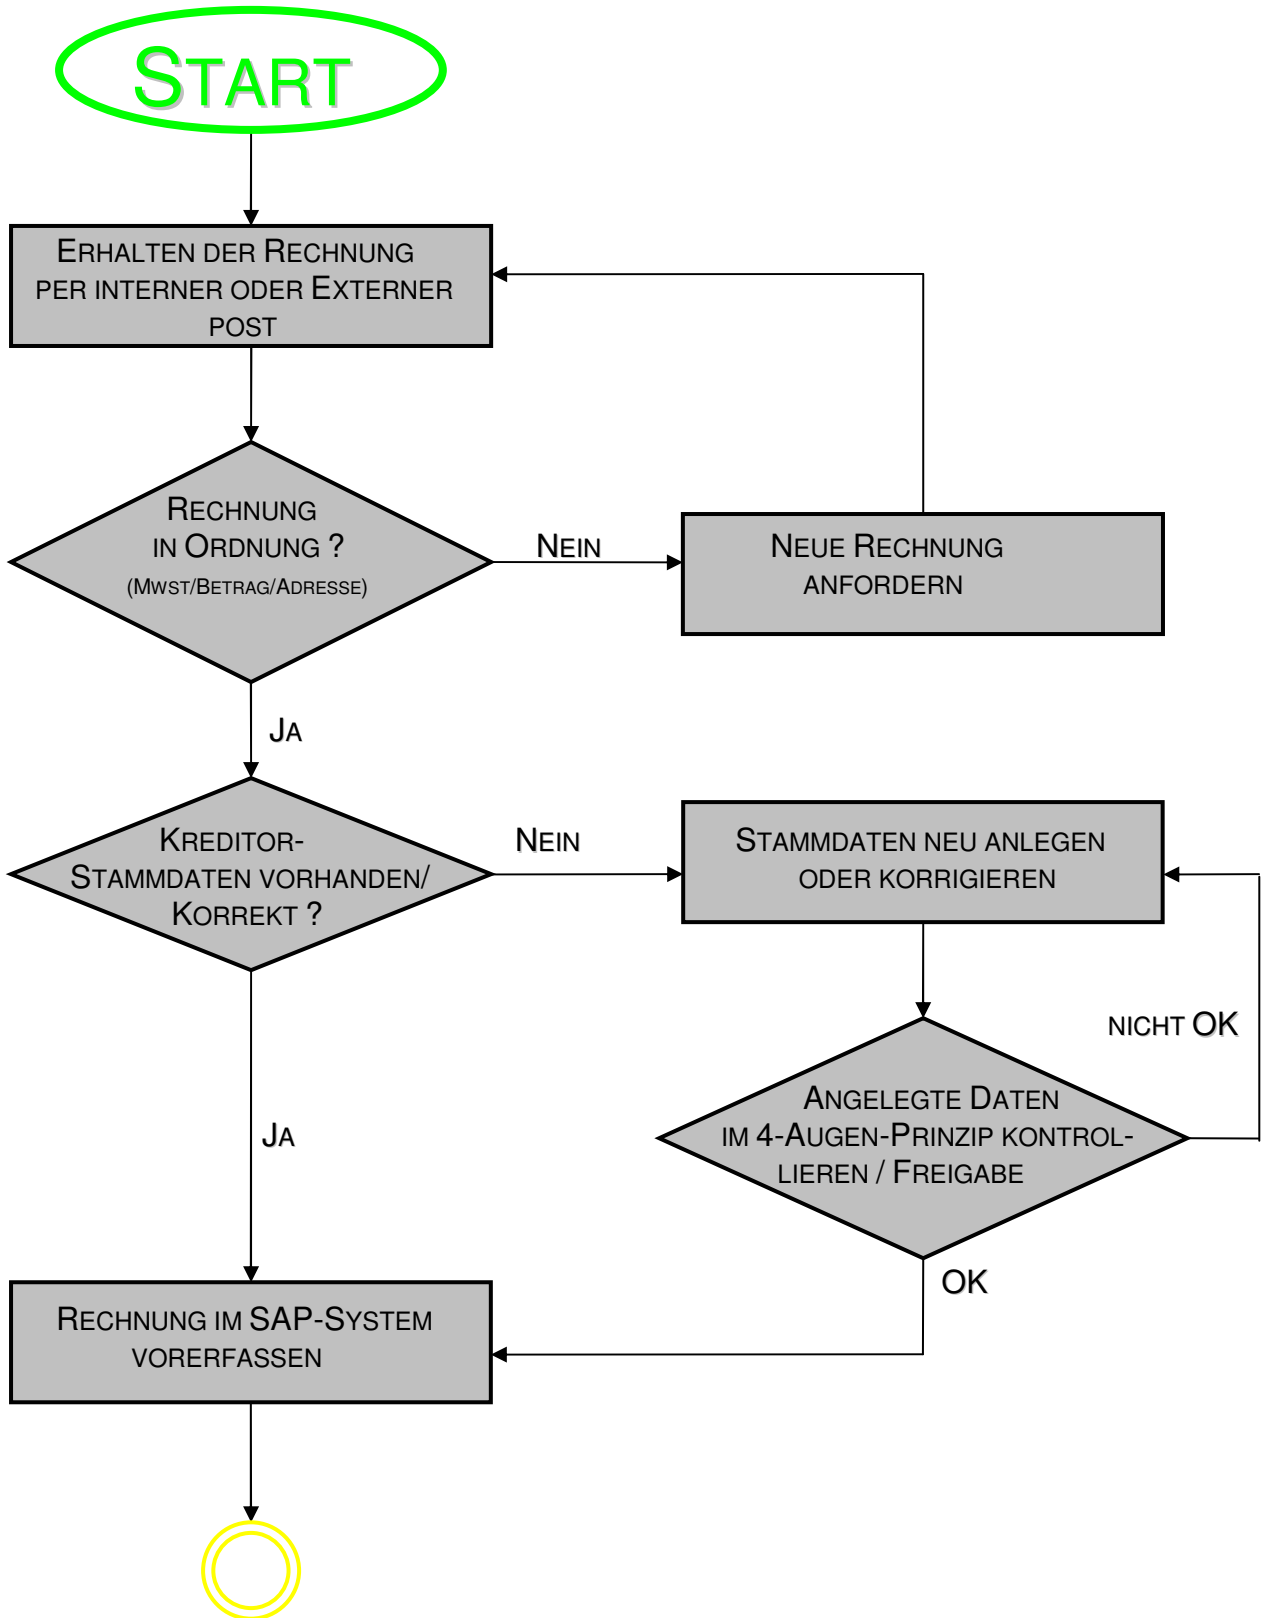 START
ERHALTEN DER RECHNUNG
PER INTERNER ODER EXTERNER
POST
RECHNUNG
IN ORDNUNG ?
(MWST/BETRAG/ADRESSE)
NEIN
NEUE RECHNUNG
ANFORDERN
JA
KREDITOR-
STAMMDATEN VORHANDEN/
KORREKT ?
NEIN
STAMMDATEN NEU ANLEGEN
ODER KORRIGIEREN
NICHT OK
ANGELEGTE DATEN
IM 4-AUGEN-PRINZIP KONTROL-
LIEREN / FREIGABE
JA
OK
RECHNUNG IM SAP-SYSTEM
VORERFASSEN